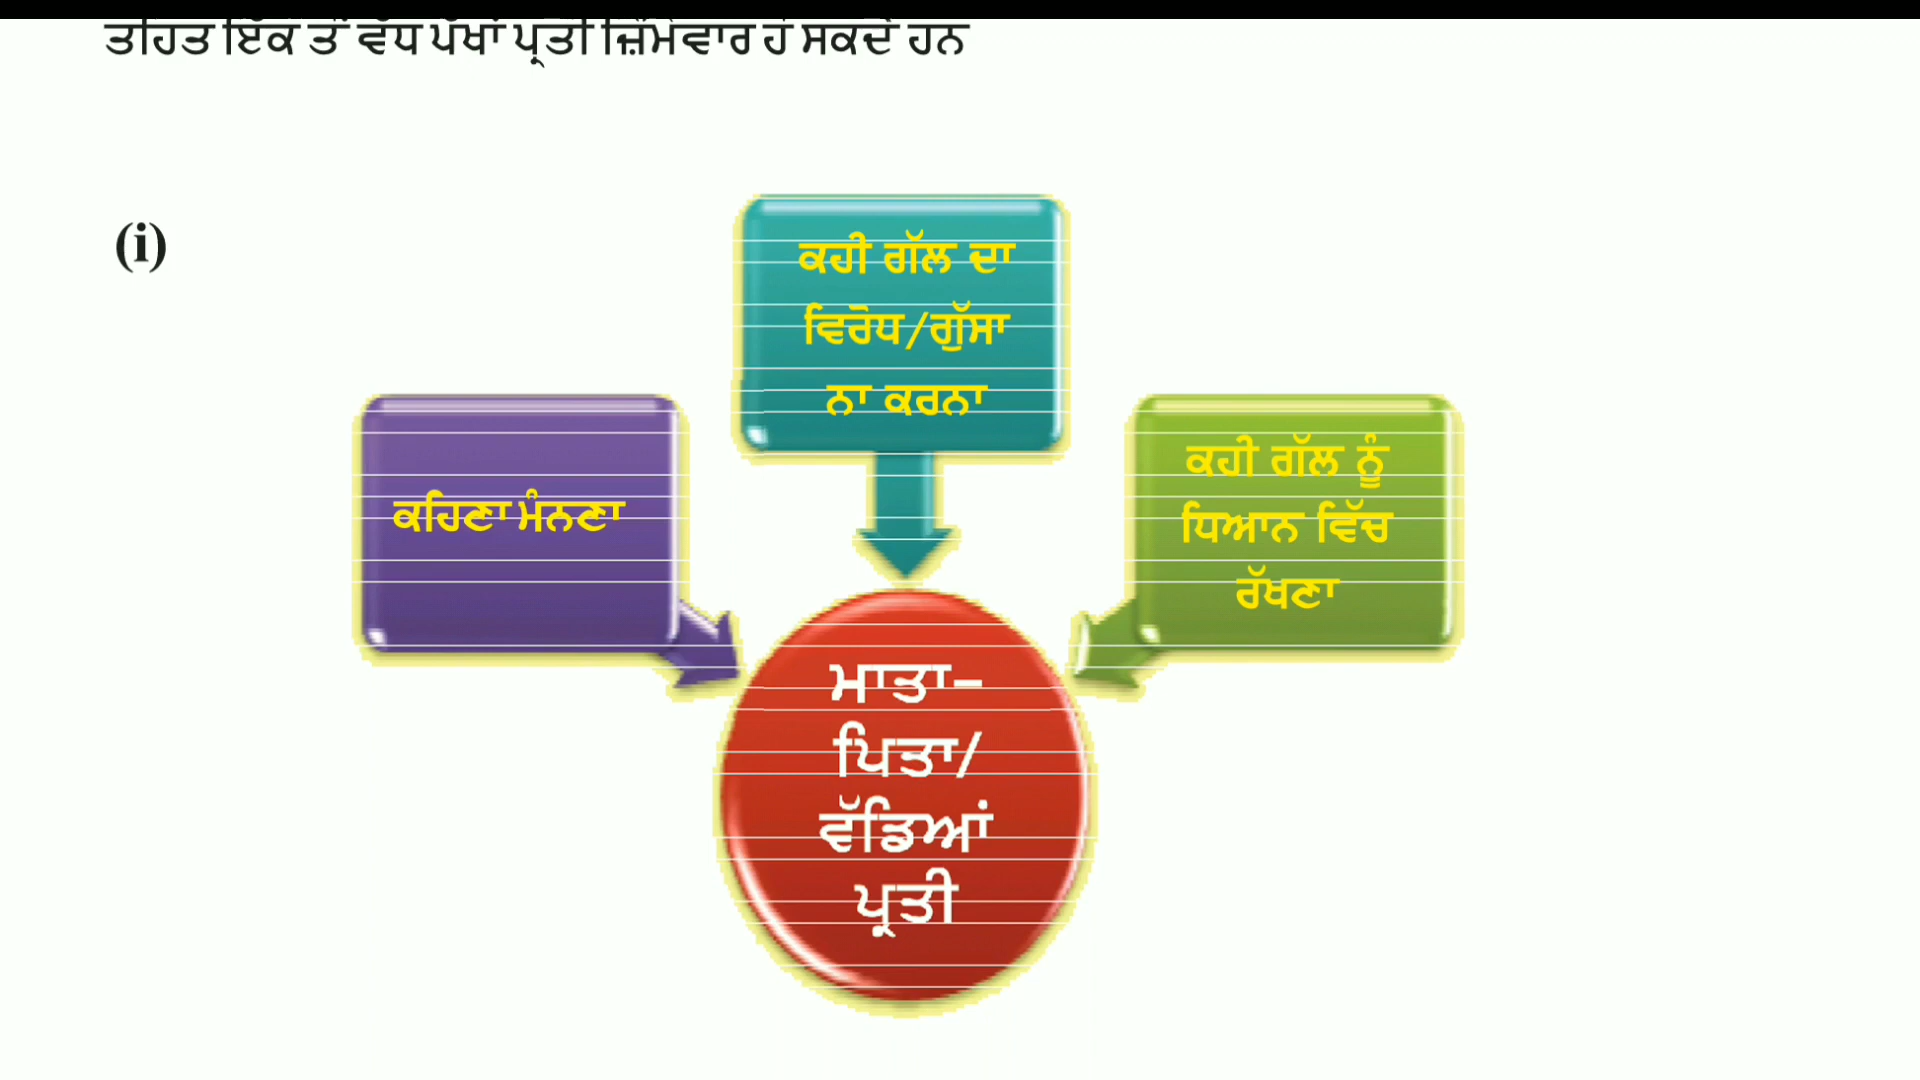 ਤਹਿਤ ਇੱਕ ਤੋਂ ਵੱਧ ਪੱਖਾਂ ਪ੍ਰਤੀ ਜ਼ਿੰਮੇਵਾਰ ਹੋ ਸਕਦੇ ਹਨ
(i)
ਕਹੀ ਗੱਲ ਦਾ
ਵਿਰੋਧ/ਗੁੱਸਾ
ਨਾ ਕਰਨਾ
ਕਹਿਣਾ ਮੰਨਣਾ
ਕਹੀ ਗੱਲ ਨੂੰ
ਧਿਆਨ ਵਿੱਚ
ਰੱਖਣਾ
ਮਾਤਾ-
ਪਿਤਾ/
ਵੱਡਿਆਂ
ਪ੍ਰਤੀ